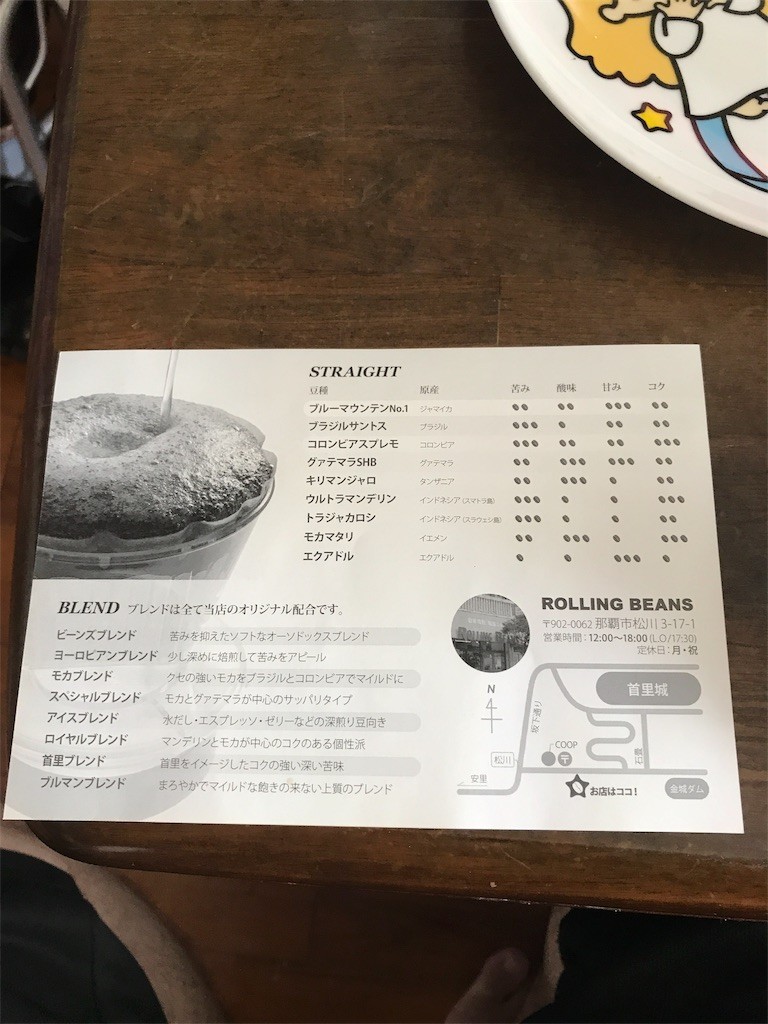 STRAIGHT
豆種 原産 苦み 酸味 甘み コク
ブルーマウンテンNo.1 ジャマイカ
ブラジルサントス ブラジル
コロンビアスプレモ コロンビア
グァテマラSHB グァテマラ
キリマンジャロ タンザニア
ウルトラマンデリン インドネシア(スマトラ島)
トラジャカロシ インドネシア(スラウェシ島)
モカマタリ イエメン
エクアドル エクアドル
BLEND ブレンドは全て当店のオリジナル配合です。
ビーンズブレンド 苦みを抑えたソフトなオーソドックスブレンド
ヨーロピアンブレンド 少し深めに焙煎して苦みをアピール
モカブレンド クセの強いモカをブラジルとコロンビアでマイルドに
スペシャルブレンド モカとグァテマラが中心のサッパリタイプ
アイスブレンド 水だし・エスプレッソ・ゼリーなどの深煎り豆向き
ロイヤルブレンド マンデリンとモカが中心のコクのある個性派
首里ブレンド 首里をイメージしたコクの強い深い苦味
ブルマンブレンド まろやかでマイルドな飽きの来ない上質のブレンド
ROLLING BEANS
〒902-0062 那覇市松川 3-17-1
営業時間：12:00〜18:00 (L.O/17:30)
定休日：月・祝
N
坂下通り
首里城
COOP
〒
石畳
松川
安里
お店はココ！
金城ダム